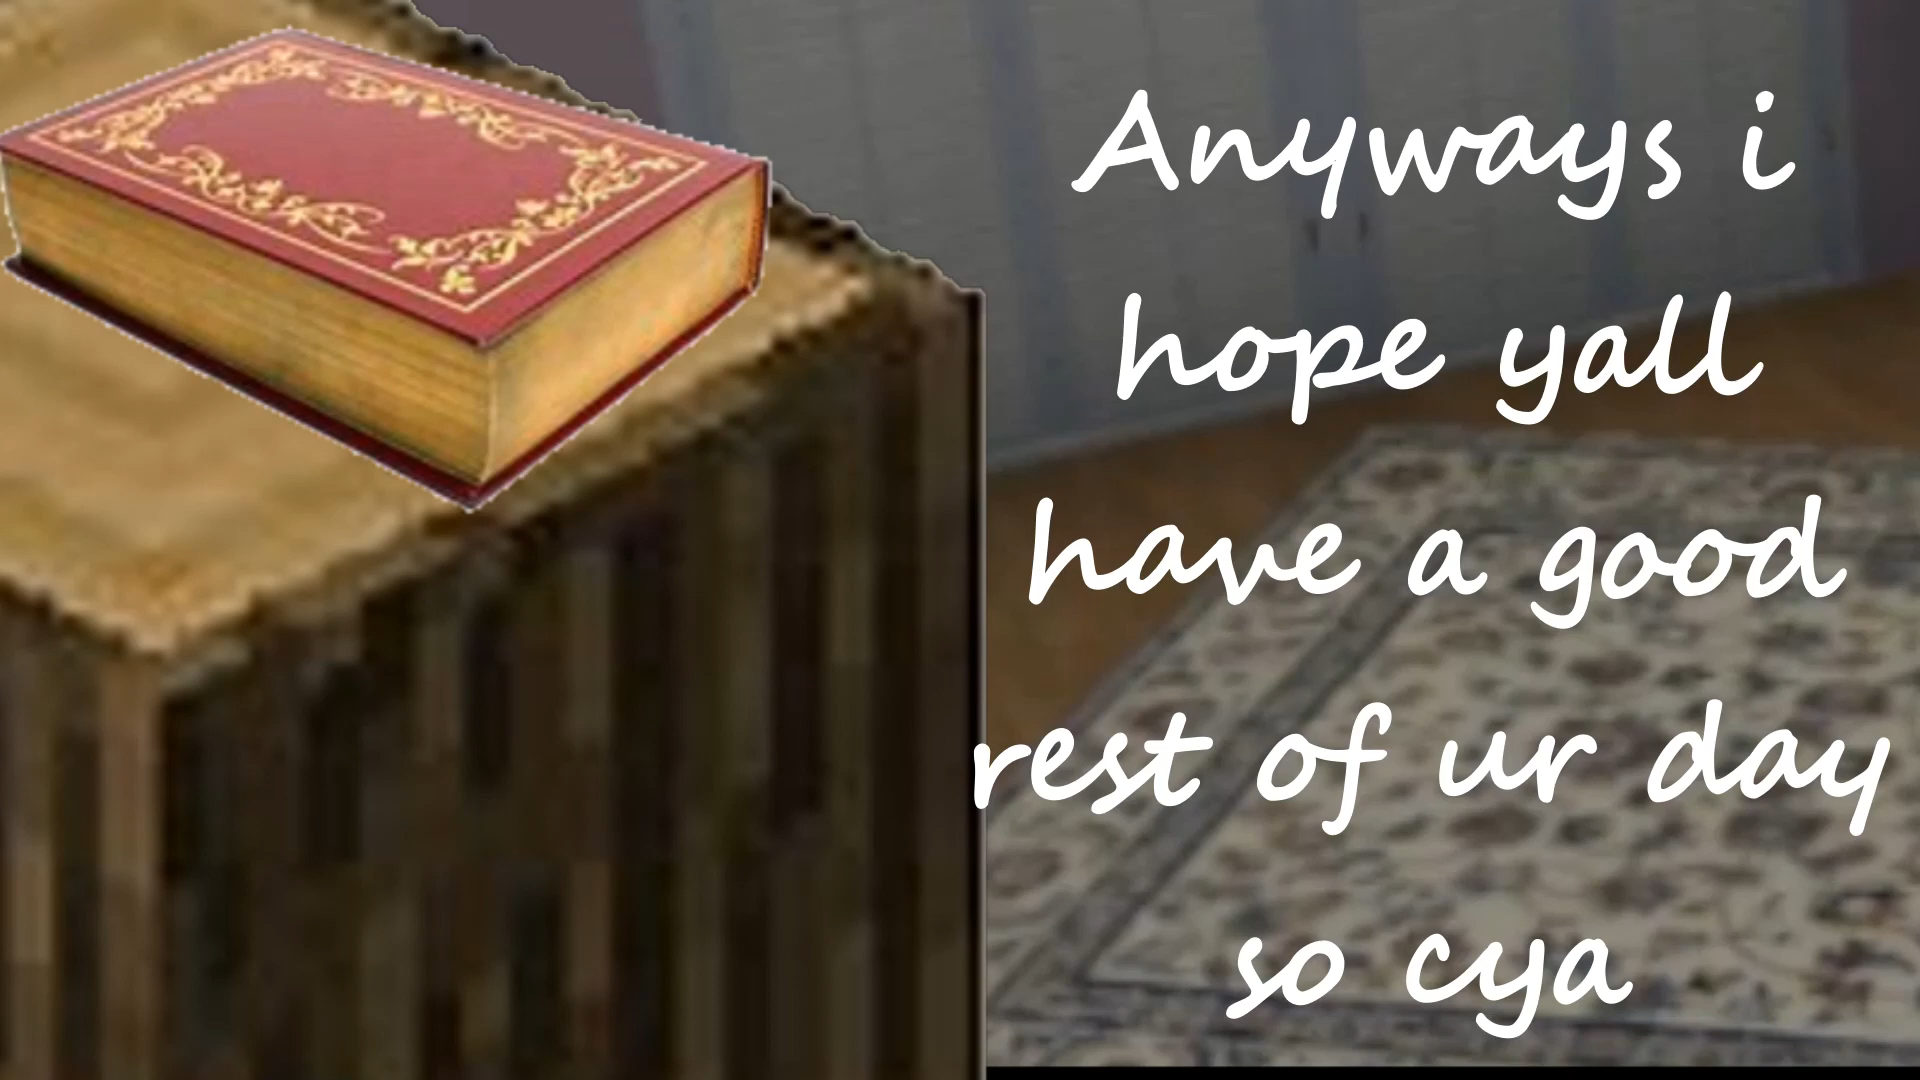 Anyways i
hope yall
have a good
rest of ur day
so cya